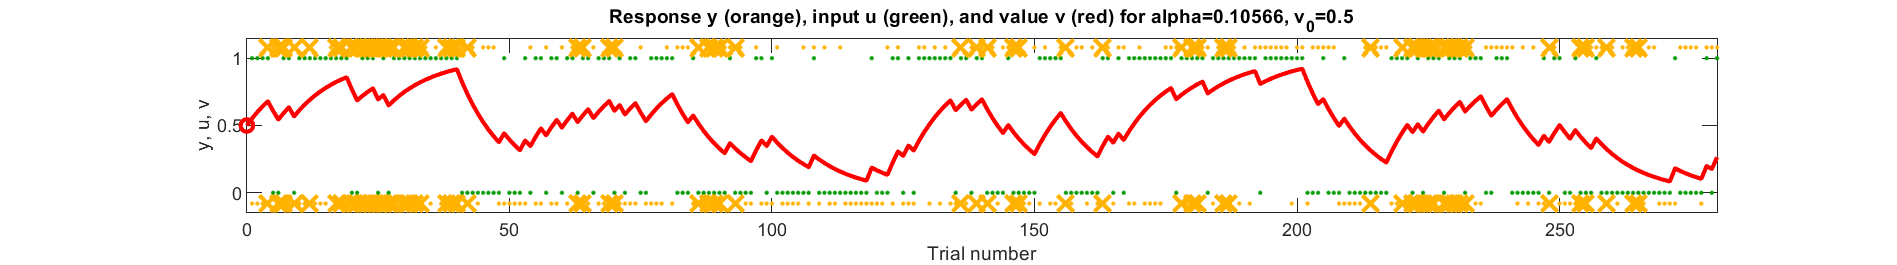 Response y (orange), input u (green), and value v (red) for alpha=0.10566, v0=0.5
y, u, v
1
0.5
0
0 50 100 150 200 250
Trial number